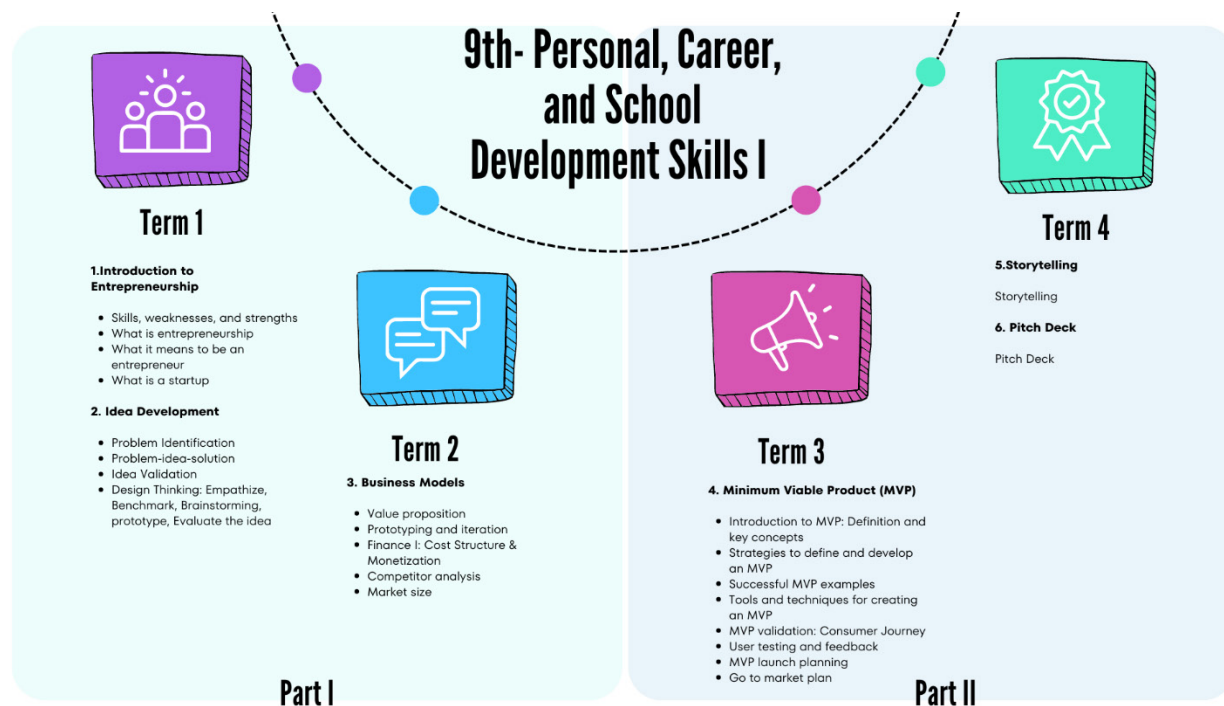 9th- Personal, Career,
and School
Development Skills I
Term 1
1.Introduction to
Entrepreneurship
Skills, weaknesses, and strengths
What is entrepreneurship
What it means to be an
entrepreneur
What is a startup
2. Idea Development
Problem Identification
Problem-idea-solution
Idea Validation
Design Thinking: Empathize,
Benchmark, Brainstorming,
prototype, Evaluate the idea
Term 2
3. Business Models
Value proposition
Prototyping and iteration
Finance I: Cost Structure &
Monetization
Competitor analysis
Market size
Part I
Term 3
4. Minimum Viable Product (MVP)
Introduction to MVP: Definition and
key concepts
Strategies to define and develop
an MVP
Successful MVP examples
Tools and techniques for creating
an MVP
MVP validation: Consumer Journey
User testing and feedback
MVP launch planning
Go to market plan
Term 4
5.Storytelling
Storytelling
6. Pitch Deck
Pitch Deck
Part II